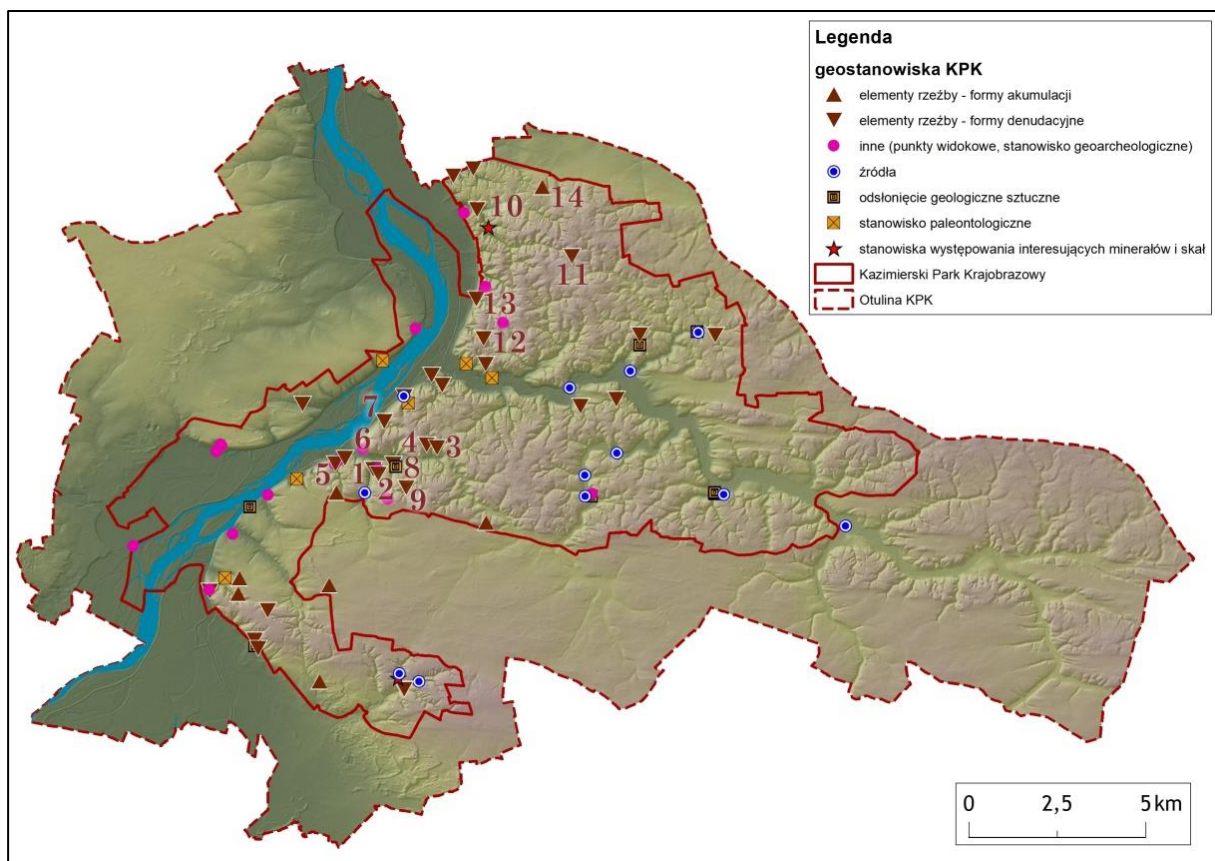 Legenda
geostanowiska KPK
elementy rzeźby - formy akumulacji
elementy rzeźby - formy denudacyjne
inne (punkty widokowe, stanowisko geoarcheologiczne)
źródła
odsłonięcie geologiczne sztuczne
stanowisko paleontologiczne
stanowiska występowania interesujących minerałów i skał
Kazimierski Park Krajobrazowy
Otulina KPK
14
10
11
13
12
7
6
4
3
5
1
8
2
9
0
2,5
5 km